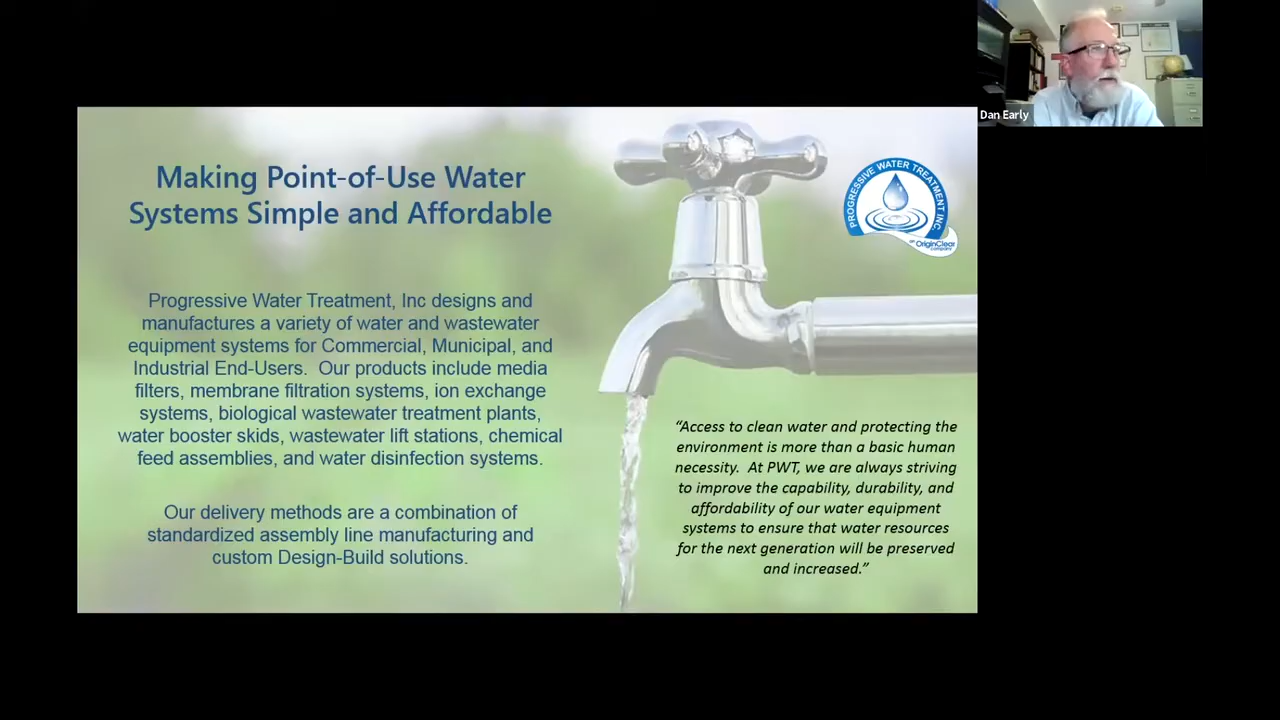 Making Point-of-Use Water
Systems Simple and Affordable
Progressive Water Treatment, Inc designs and
manufactures a variety of water and wastewater
equipment systems for Commercial, Municipal, and
Industrial End-Users.  Our products include media
filters, membrane filtration systems, ion exchange
systems, biological wastewater treatment plants,
water booster skids, wastewater lift stations, chemical
feed assemblies, and water disinfection systems.
Our delivery methods are a combination of
standardized assembly line manufacturing and
custom Design-Build solutions.
PROGRESSIVE WATER TREATMENT INC
an OriginClear
company
“Access to clean water and protecting the
environment is more than a basic human
necessity.  At PWT, we are always striving
to improve the capability, durability, and
affordability of our water equipment
systems to ensure that water resources
for the next generation will be preserved
and increased.”
Dan Early